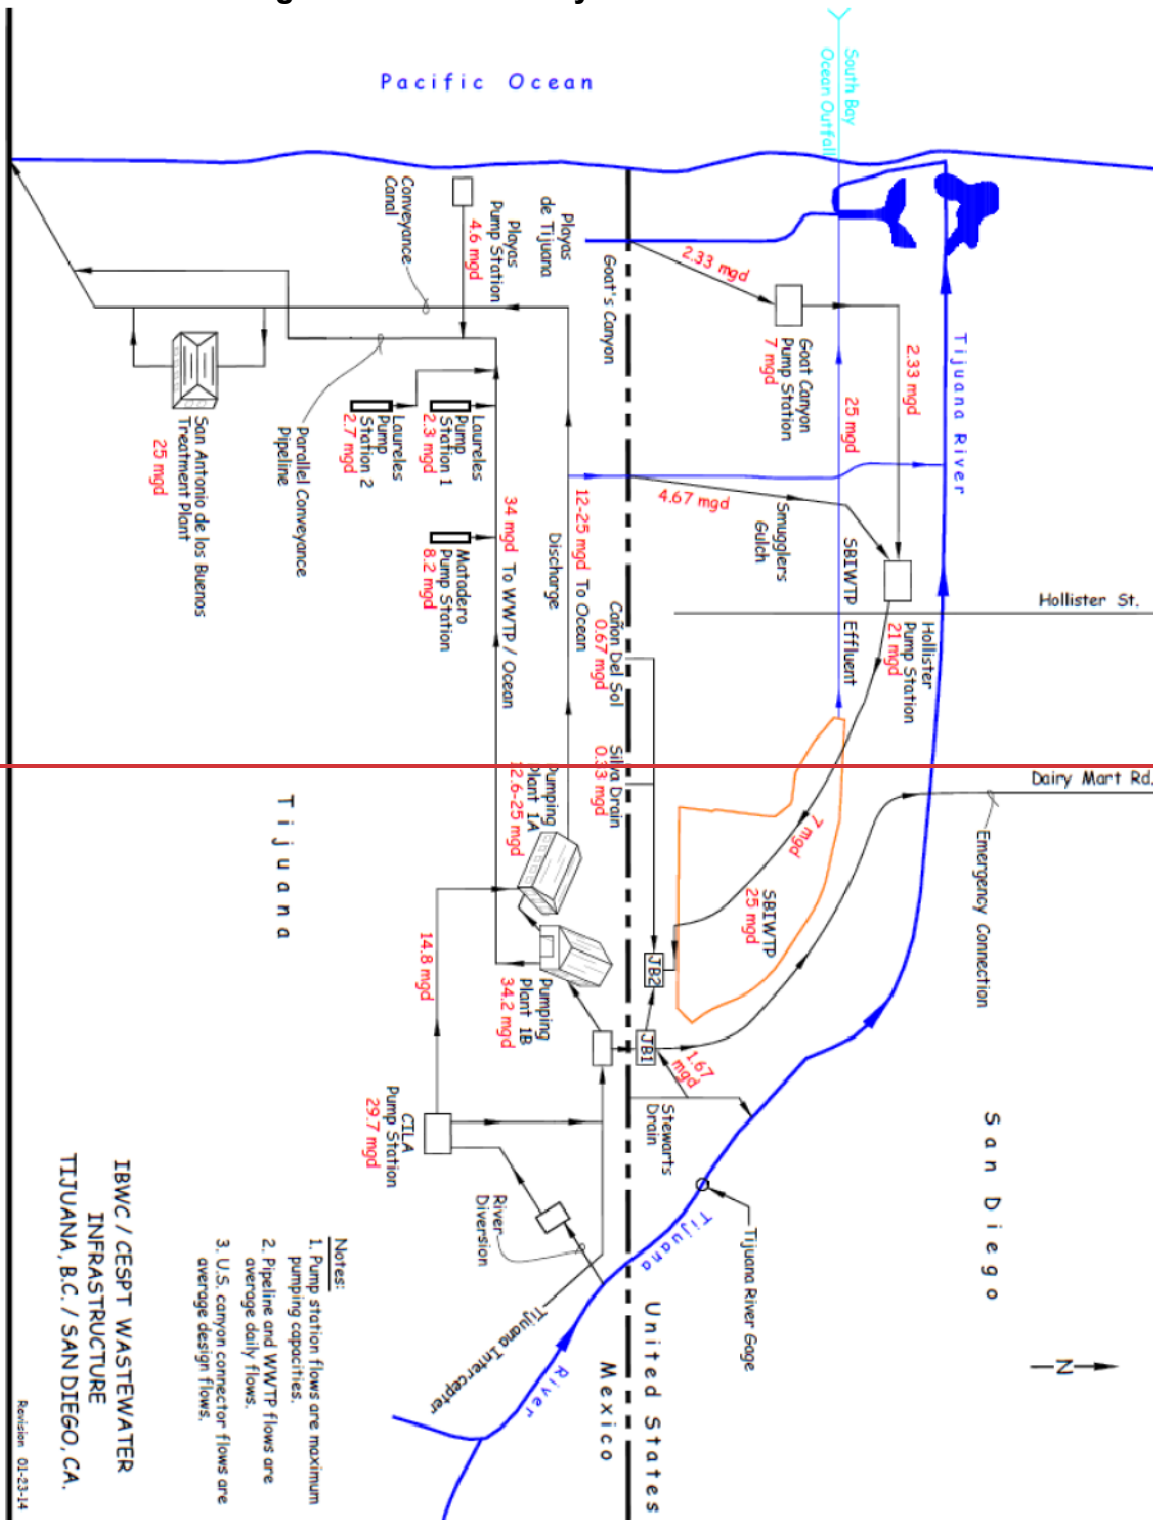 Pacific Ocean
South Bay
Ocean Outfall
Conveyance
Canal
Playas
Pump Station
4.6 mgd
Playas
de Tijuana
Goat's Canyon
2.33 mgd
Goat Canyon
Pump Station
7 mgd
2.33 mgd
25 mgd
Tijuana River
San Antonio de los Buenos
Treatment Plant
25 mgd
Parallel Conveyance
Pipeline
Laureles
Pump
Station 2
2.7 mgd
Laureles
Pump
Station 1
2.3 mgd
Matadero
Pump Station
8.2 mgd
34 mgd To WWTP / Ocean
Discharge
12-25 mgd To Ocean
4.67 mgd
Smugglers
Gulch
SBIWTP Effluent
Hollister St.
Hollister
Pump Station
21 mgd
Cañon Del Sol
0.67 mgd
Silva Drain
0.33 mgd
Dairy Mart Rd.
Emergency Connection
7 mgd
SBIWTP
25 mgd
Pumping
Plant 1A
12.6-25 mgd
Pumping
Plant 1B
34.2 mgd
JB2
JB1
1.67
mgd
Stewarts
Drain
14.8 mgd
CILA
Pump Station
29.7 mgd
River
Diversion
Tijuana Intercepter
Tijuana
River
Tijuana River Gage
Tijuana
San Diego
United States
Mexico
N
Notes:
1. Pump station flows are maximum
pumping capacities.
2. Pipeline and WWTP flows are
average daily flows.
3. U.S. canyon connector flows are
average design flows.
IBWC / CESPT WASTEWATER
INFRASTRUCTURE
TIJUANA, B.C. / SAN DIEGO, CA.
Revision 01-23-14